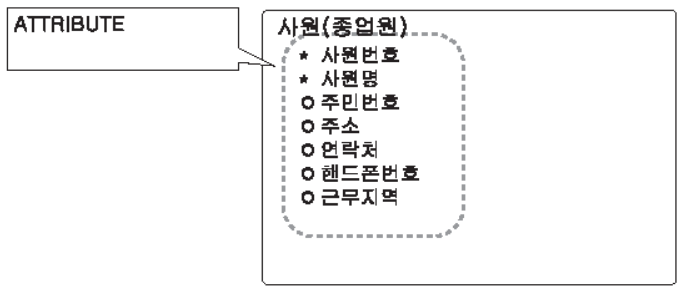 ATTRIBUTE
사원(종업원)
* 사원번호
* 사원명
o 주민번호
o 주소
o 연락처
o 핸드폰번호
o 근무지역